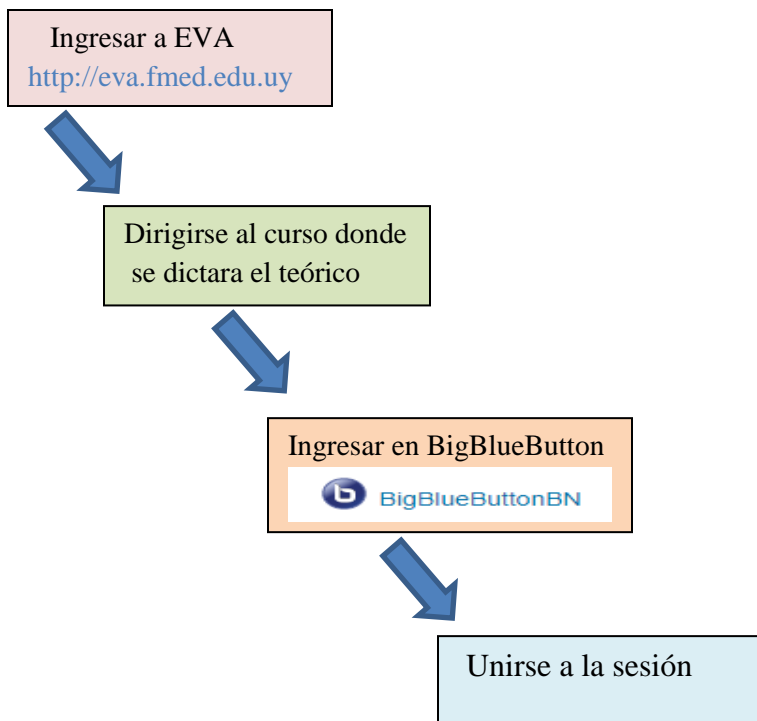 Ingresar a EVA
http://eva.fmed.edu.uy
Dirigirse al curso donde
se dictara el teórico
Ingresar en BigBlueButton
b BigBlueButtonBN
Unirse a la sesión